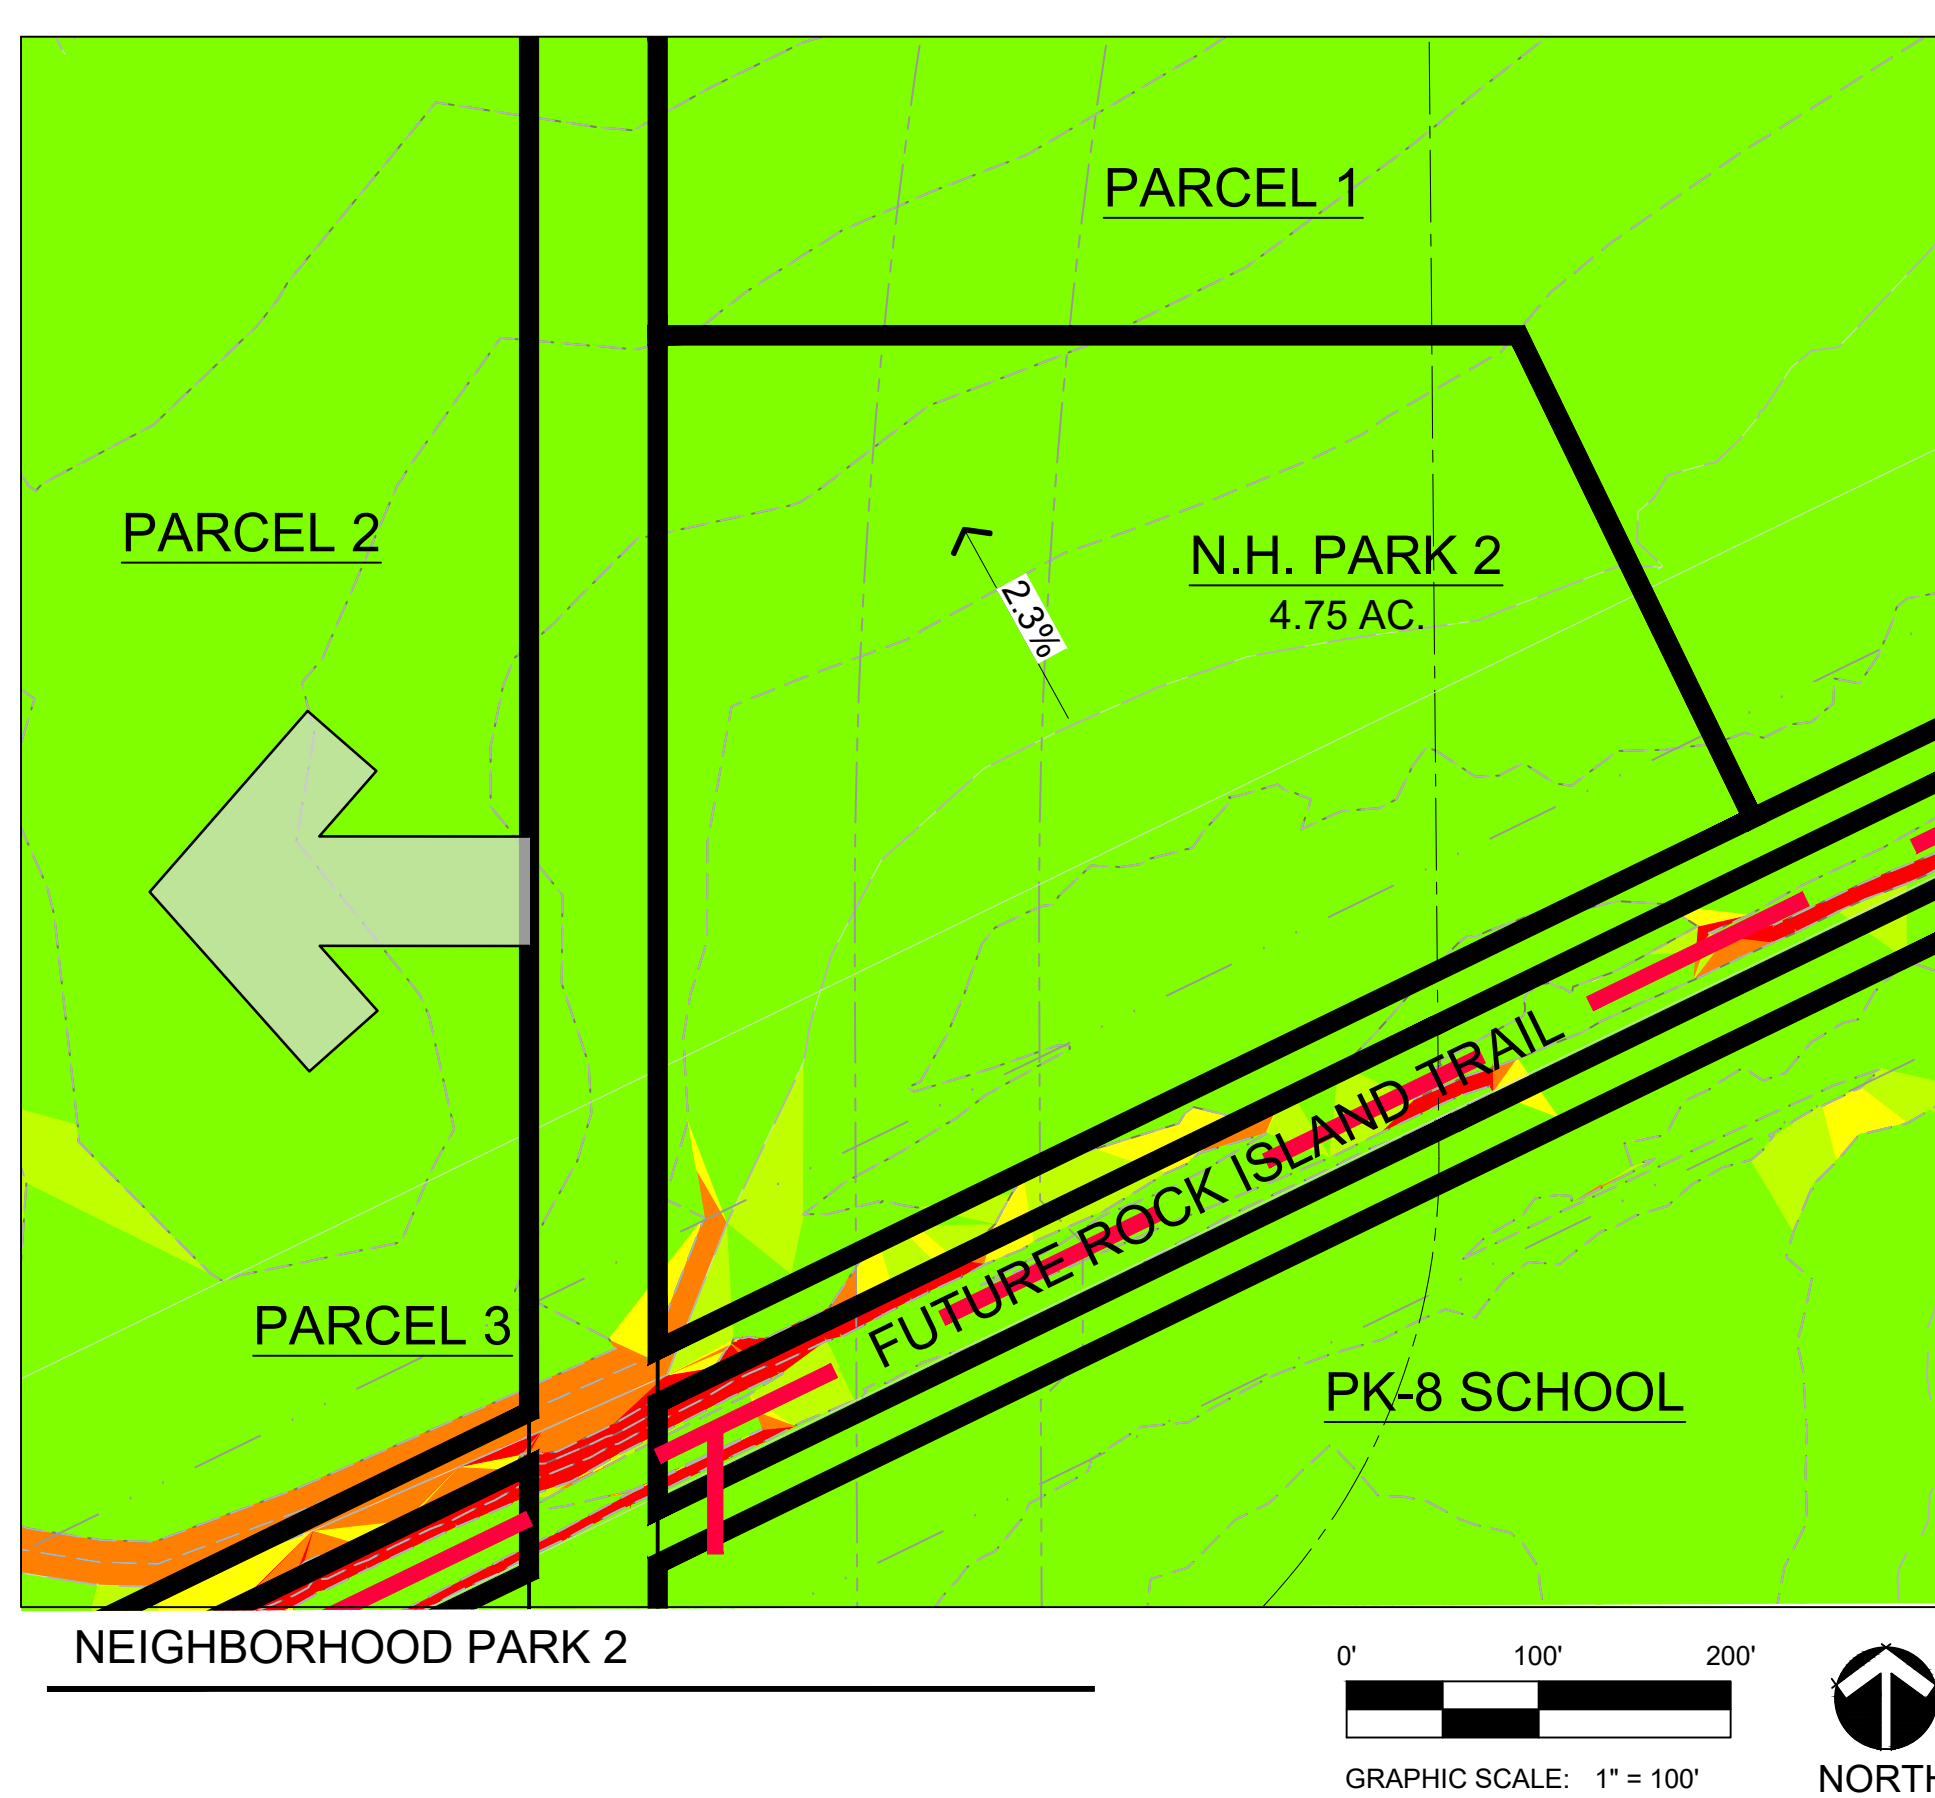 PARCEL 1
PARCEL 2
N.H. PARK 2
4.75 AC.
2.3%
FUTURE ROCK ISLAND TRAIL
PARCEL 3
PK-8 SCHOOL
NEIGHBORHOOD PARK 2
0' 100' 200'
GRAPHIC SCALE: 1" = 100'
NORTH